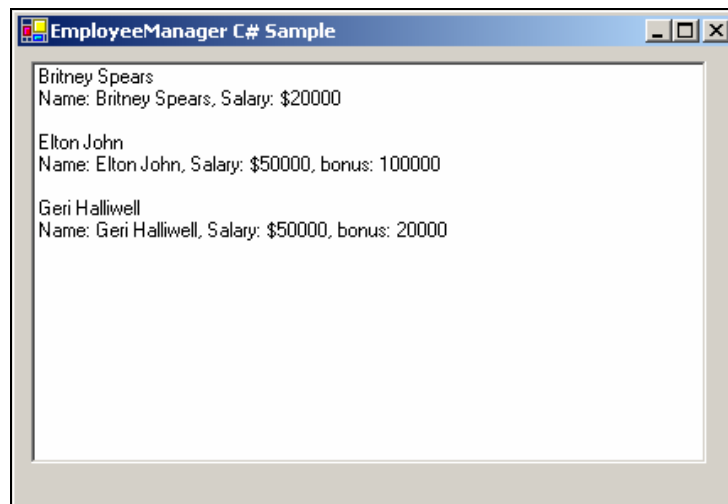 EmployeeManager C# Sample
Britney Spears
Name: Britney Spears, Salary: $20000
Elton John
Name: Elton John, Salary: $50000, bonus: 100000
Geri Halliwell
Name: Geri Halliwell, Salary: $50000, bonus: 20000